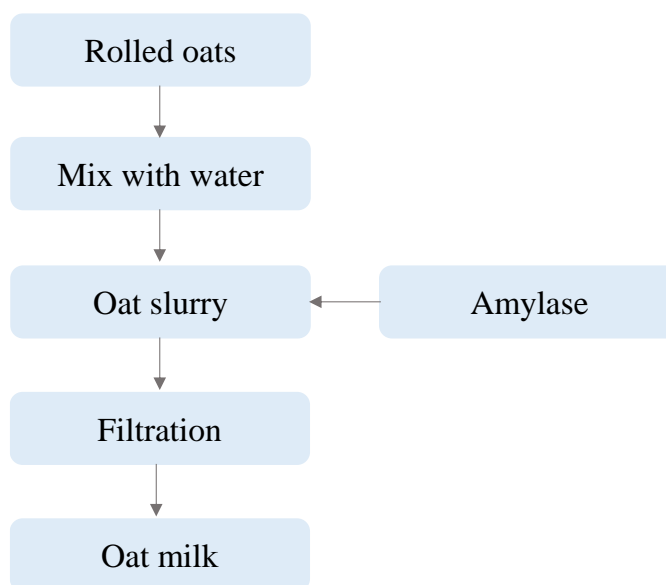 Rolled oats
Mix with water
Oat slurry
Amylase
Filtration
Oat milk